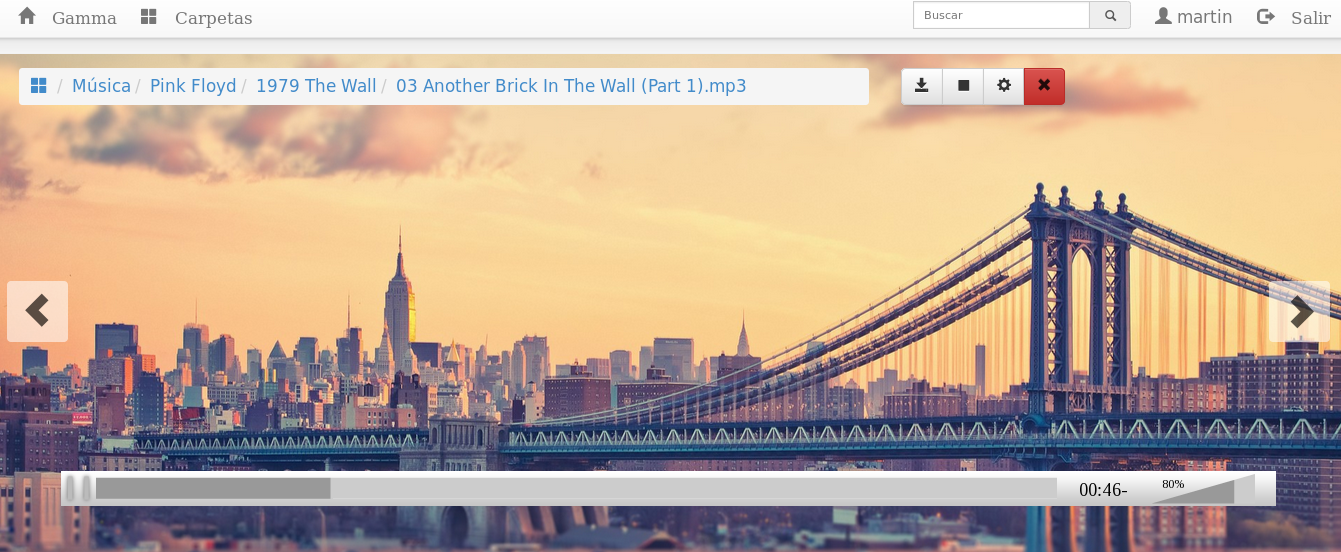 Gamma Carpetas Buscar martin Salir
/ Música / Pink Floyd / 1979 The Wall / 03 Another Brick In The Wall (Part 1).mp3
00:46- 80%